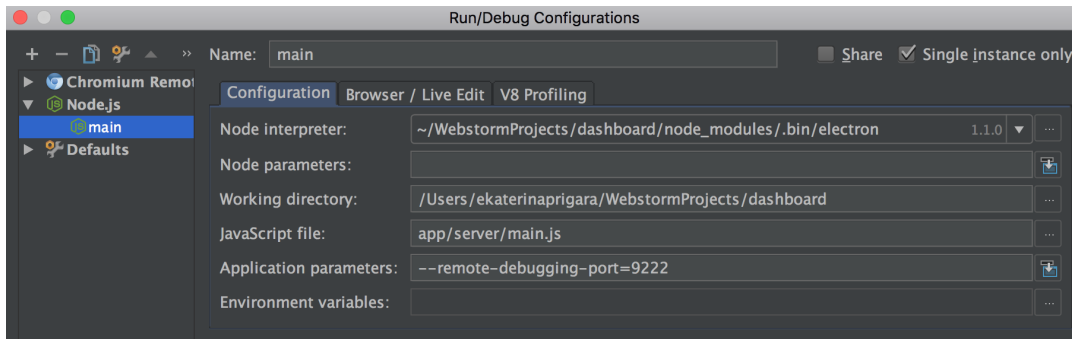 Run/Debug Configurations
Name: main Share Single instance only
Chromium Remot
Node.js
main
Defaults
Configuration Browser / Live Edit V8 Profiling
Node interpreter: ~/WebstormProjects/dashboard/node_modules/.bin/electron 1.1.0
Node parameters:
Working directory: /Users/ekaterinaprigara/WebstormProjects/dashboard
JavaScript file: app/server/main.js
Application parameters: --remote-debugging-port=9222
Environment variables: